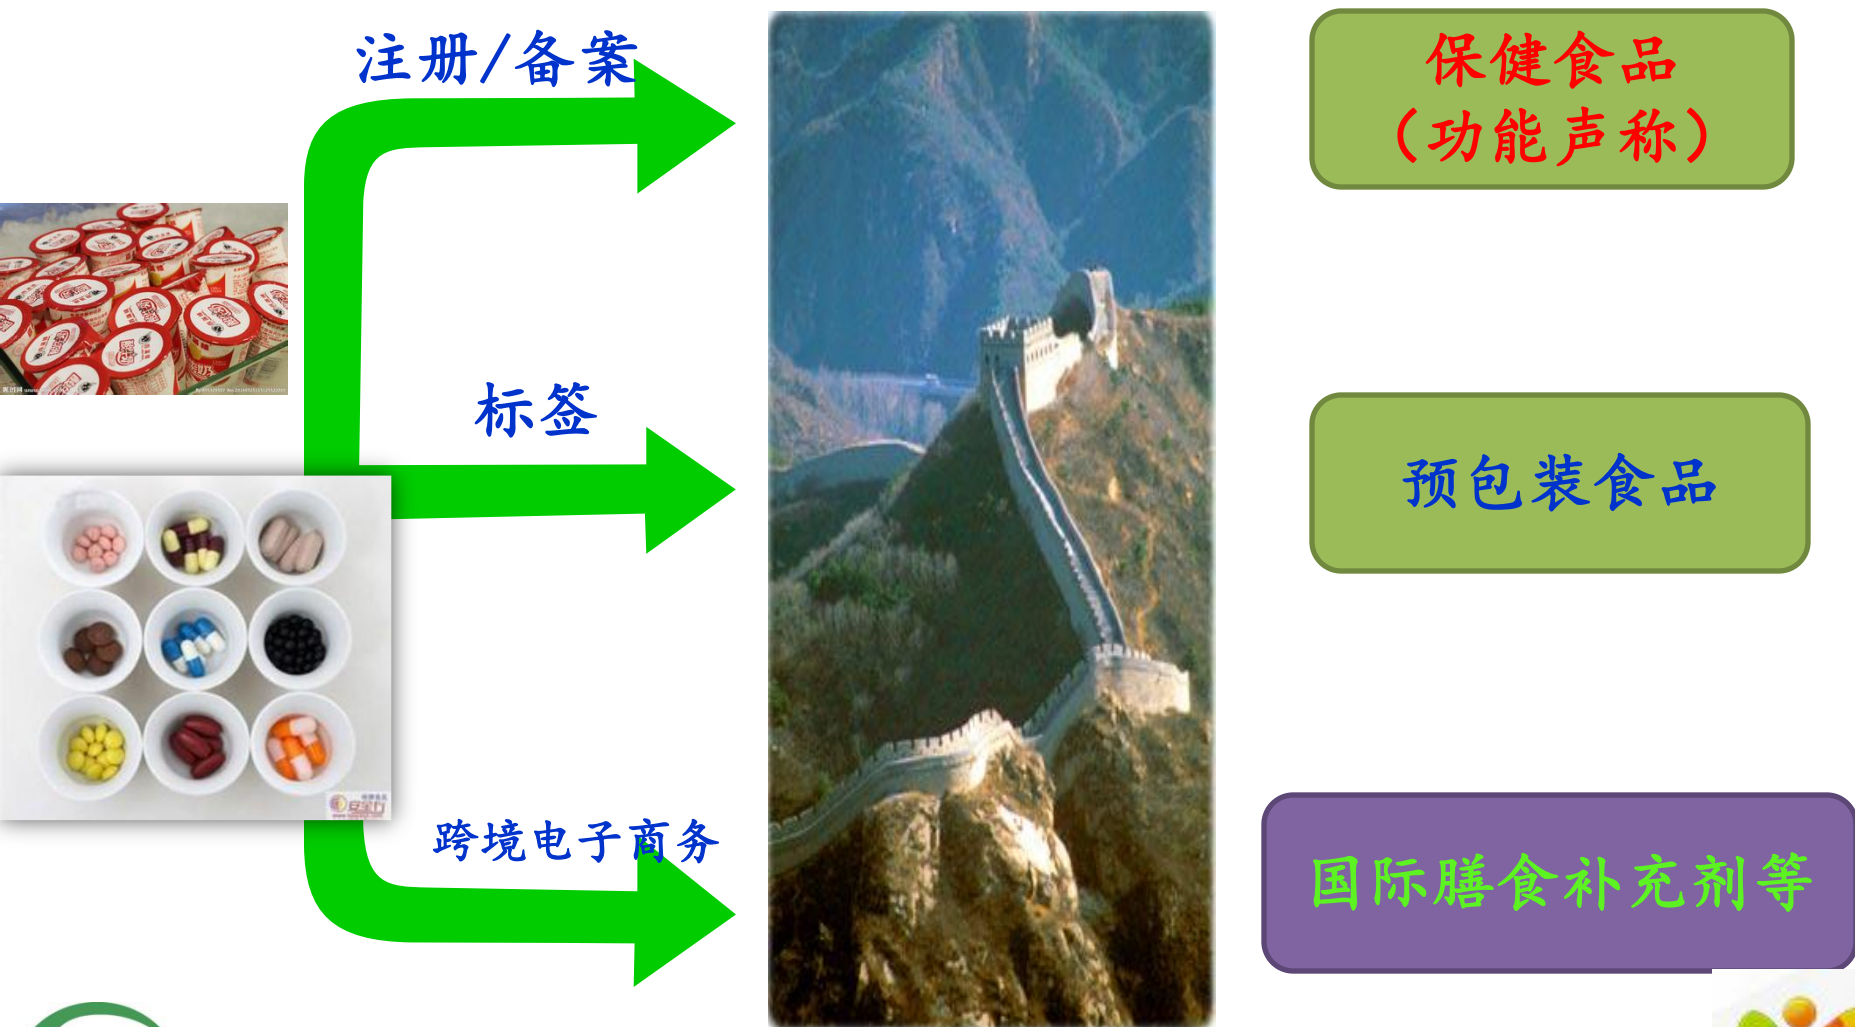 注册/备案
保健食品
（功能声称）
标签
预包装食品
跨境电子商务
国际膳食补充剂等